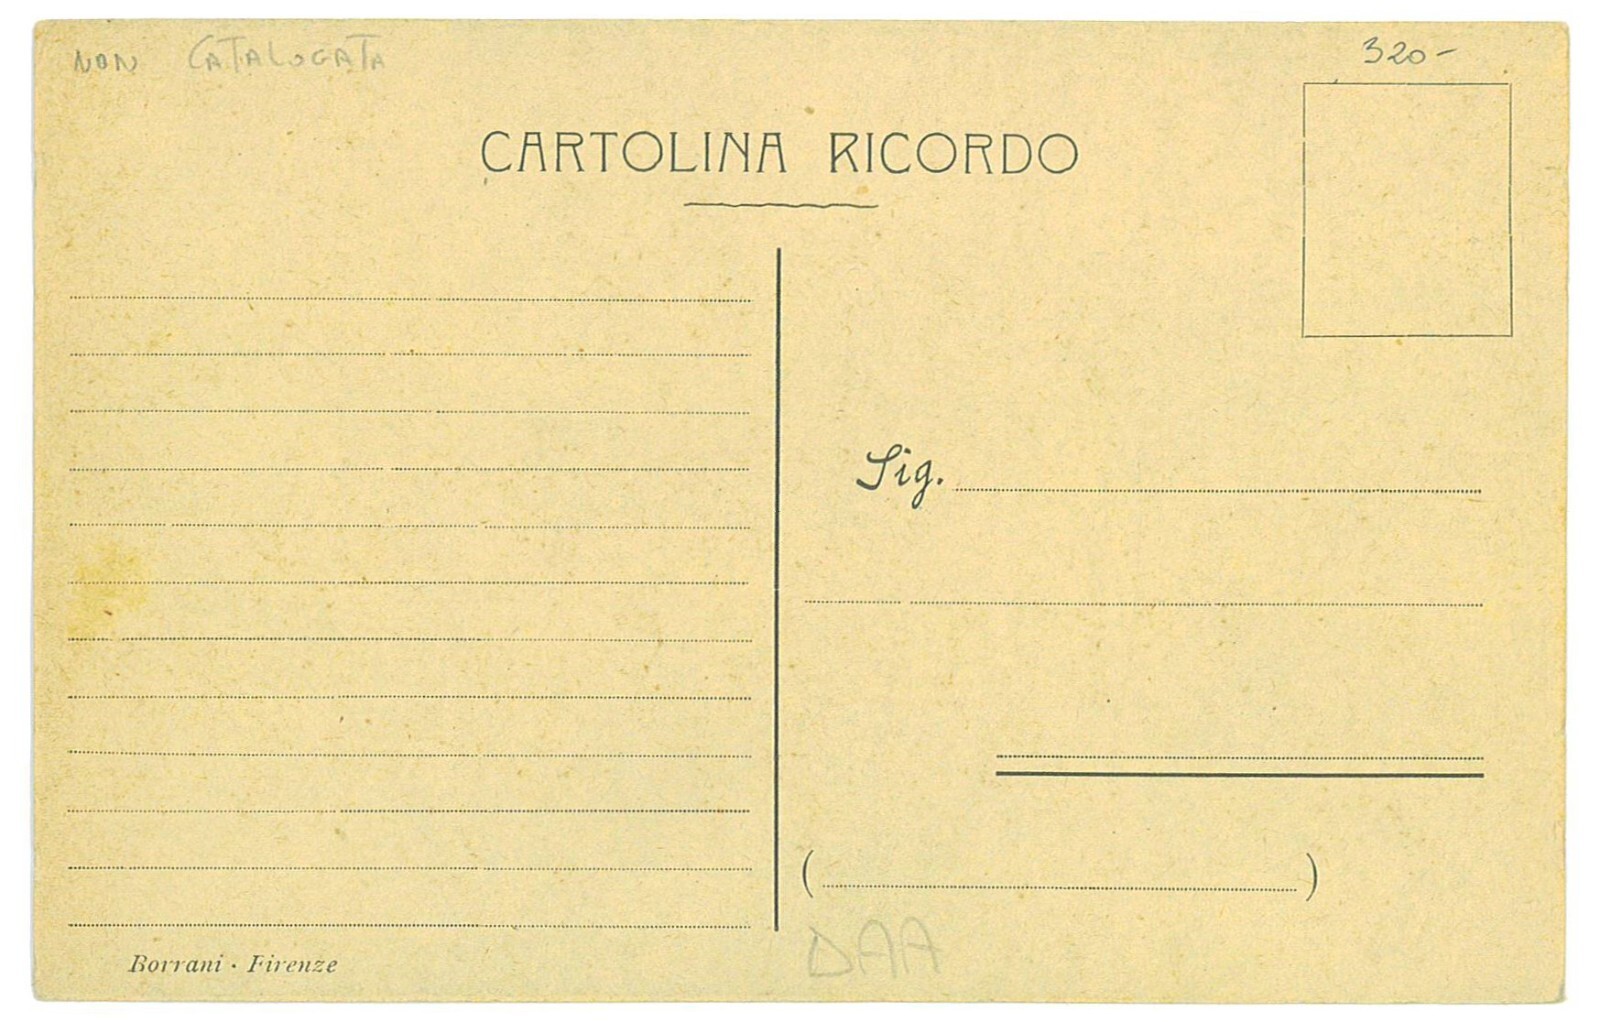 NON CATALOGATA
320-
CARTOLINA RICORDO
Sig.
( )
Borrani · Firenze
DAA